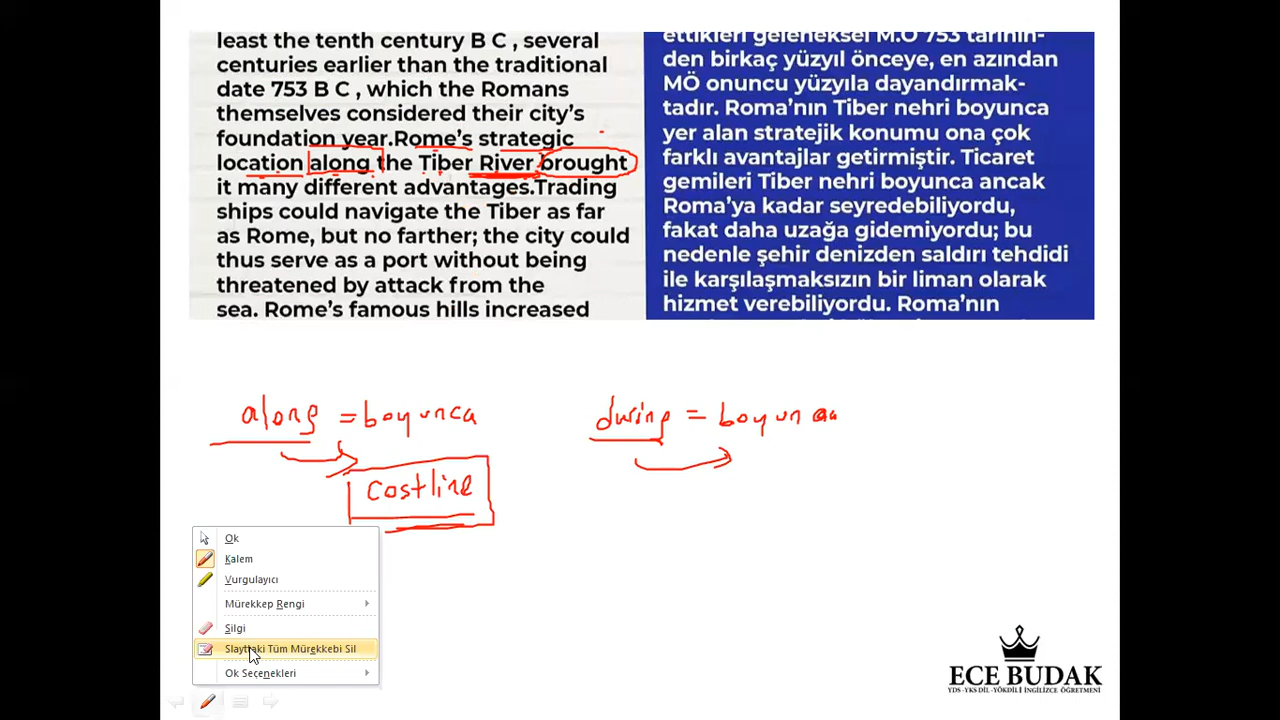 least the tenth century B C , several
centuries earlier than the traditional
date 753 B C , which the Romans
themselves considered their city's
foundation year.Rome's strategic
location along the Tiber River brought
it many different advantages.Trading
ships could navigate the Tiber as far
as Rome, but no farther; the city could
thus serve as a port without being
threatened by attack from the
sea. Rome's famous hills increased
ettikleri geleneksel M.Ö 753 tarihin-
den birkaç yüzyıl önceye, en azından
MÖ onuncu yüzyıla dayandırmak-
tadır. Roma'nın Tiber nehri boyunca
yer alan stratejik konumu ona çok
farklı avantajlar getirmiştir. Ticaret
gemileri Tiber nehri boyunca ancak
Roma'ya kadar seyredebiliyordu,
fakat daha uzağa gidemiyordu; bu
nedenle şehir denizden saldırı tehdidi
ile karşılaşmaksızın bir liman olarak
hizmet verebiliyordu. Roma'nın
along = boyunca
costline
during =
Ok
Kalem
Vurgulayıcı
Mürekkep Rengi
Silgi
Slayttaki Tüm Mürekkebi Sil
Ok Seçenekleri
ECE BUDAK
YDS -YKS DİL -YÖKDİL | İNGİLİZCE ÖĞRETMENİ